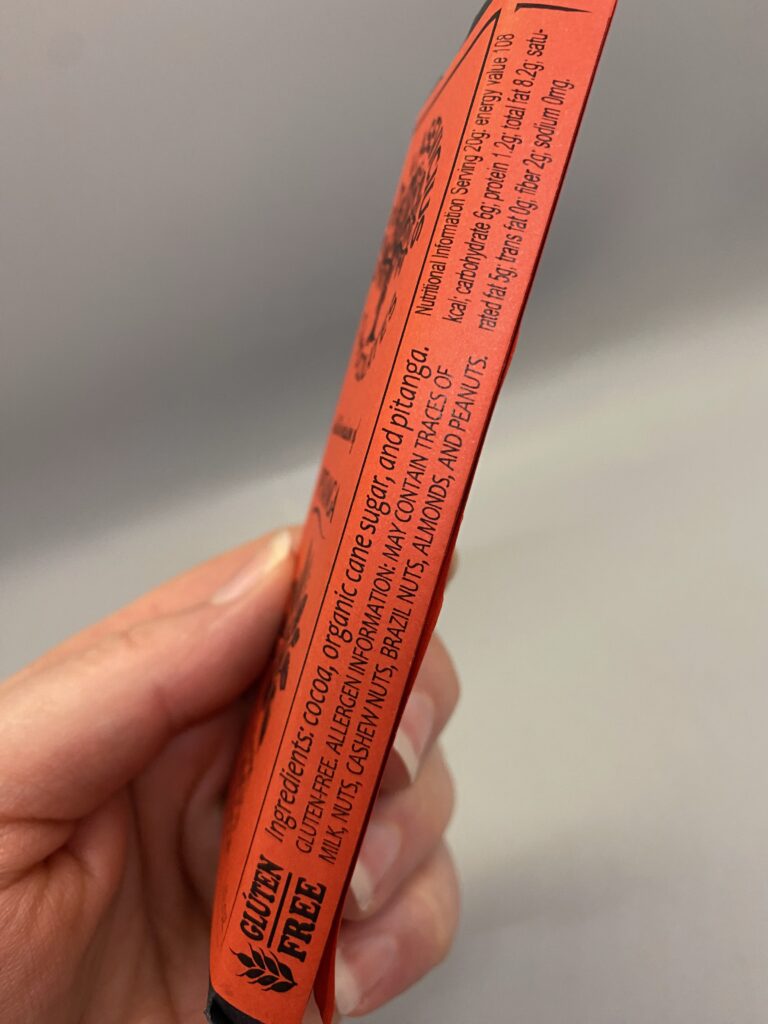 GLÚTEN
FREE
Ingredients: cocoa, organic cane sugar, and pitanga.
GLUTEN-FREE. ALLERGEN INFORMATION: MAY CONTAIN TRACES OF
MILK, NUTS, CASHEW NUTS, BRAZIL NUTS, ALMONDS, AND PEANUTS.
Nutritional Information Serving 20g; energy value 108
kcal; carbohydrate 6g; protein 1.2g; total fat 8.2g; satu-
rated fat 5g; trans fat 0g; fiber 2g; sodium 0mg.